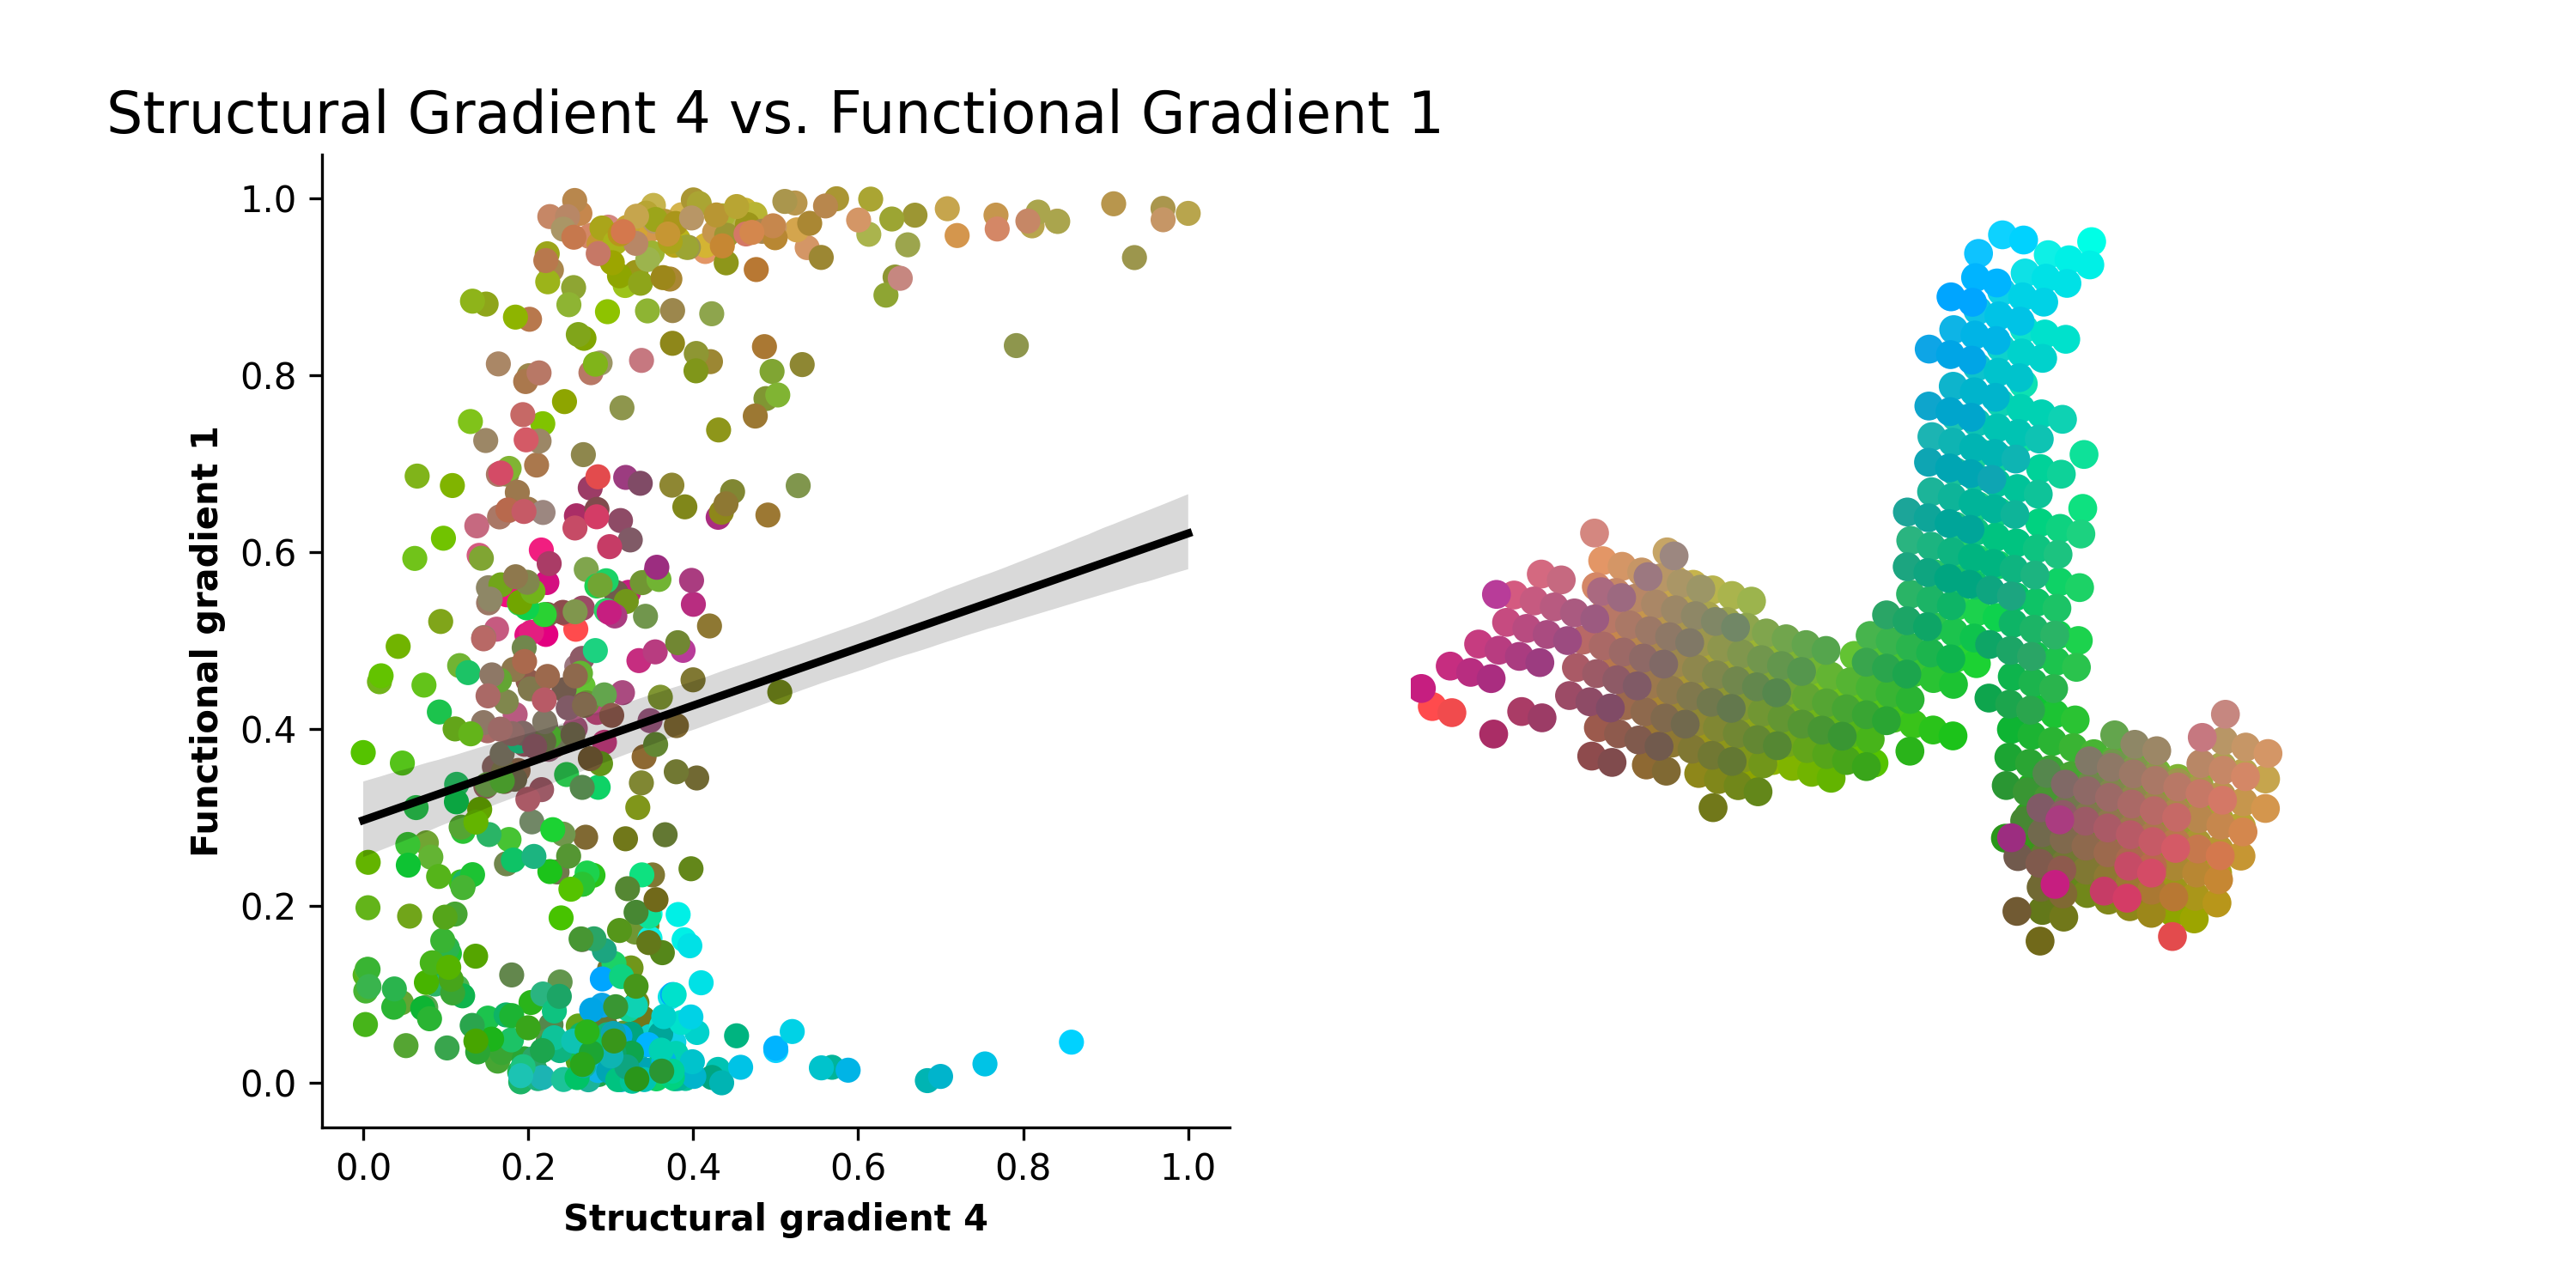 Structural Gradient 4 vs. Functional Gradient 1
1.0
0.8
0.6
0.4
0.2
0.0
Functional gradient 1
0.0 0.2 0.4 0.6 0.8 1.0
Structural gradient 4